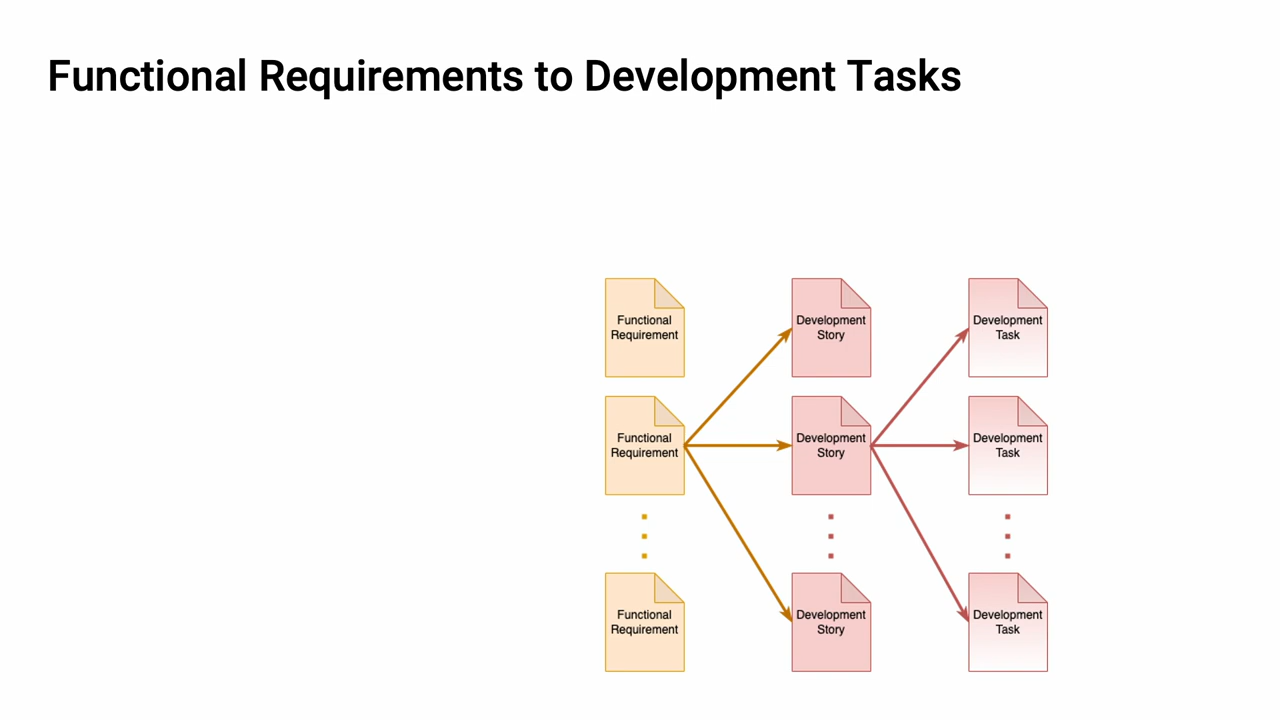 Functional Requirements to Development Tasks
Functional
Requirement
Development
Story
Development
Task
Functional
Requirement
Development
Story
Development
Task
Functional
Requirement
Development
Story
Development
Task